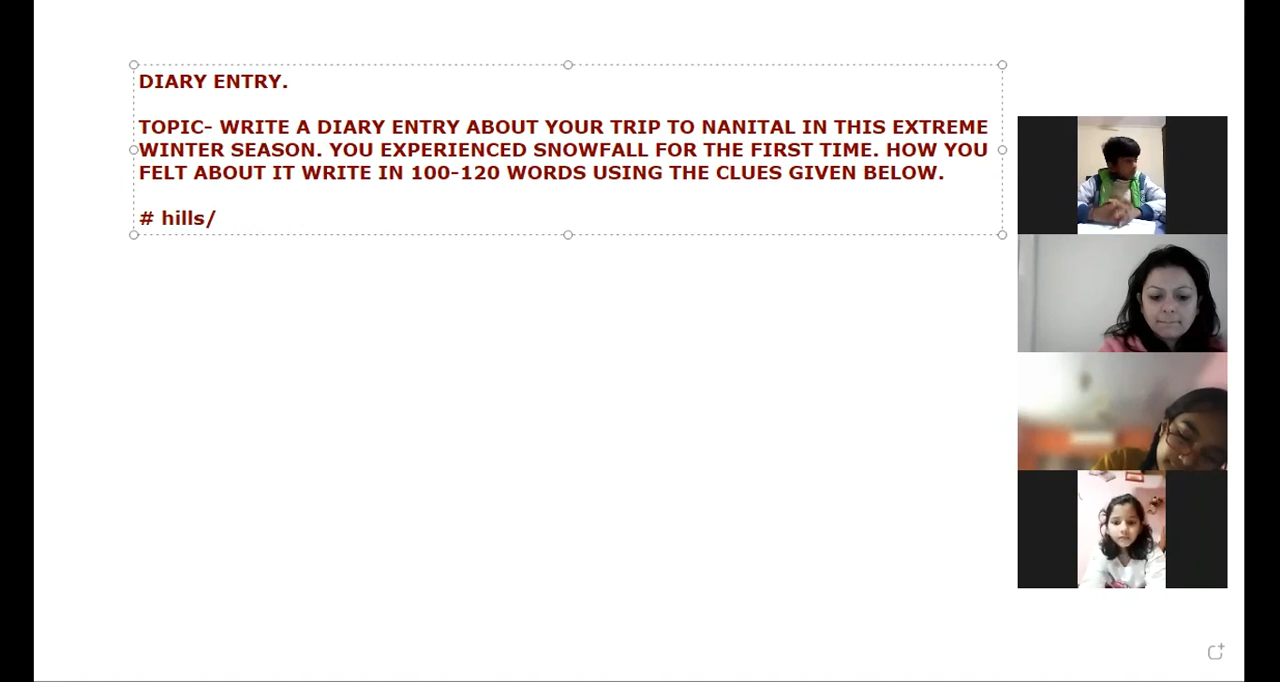 DIARY ENTRY.
TOPIC- WRITE A DIARY ENTRY ABOUT YOUR TRIP TO NANITAL IN THIS EXTREME
WINTER SEASON. YOU EXPERIENCED SNOWFALL FOR THE FIRST TIME. HOW YOU
FELT ABOUT IT WRITE IN 100-120 WORDS USING THE CLUES GIVEN BELOW.
# hills/